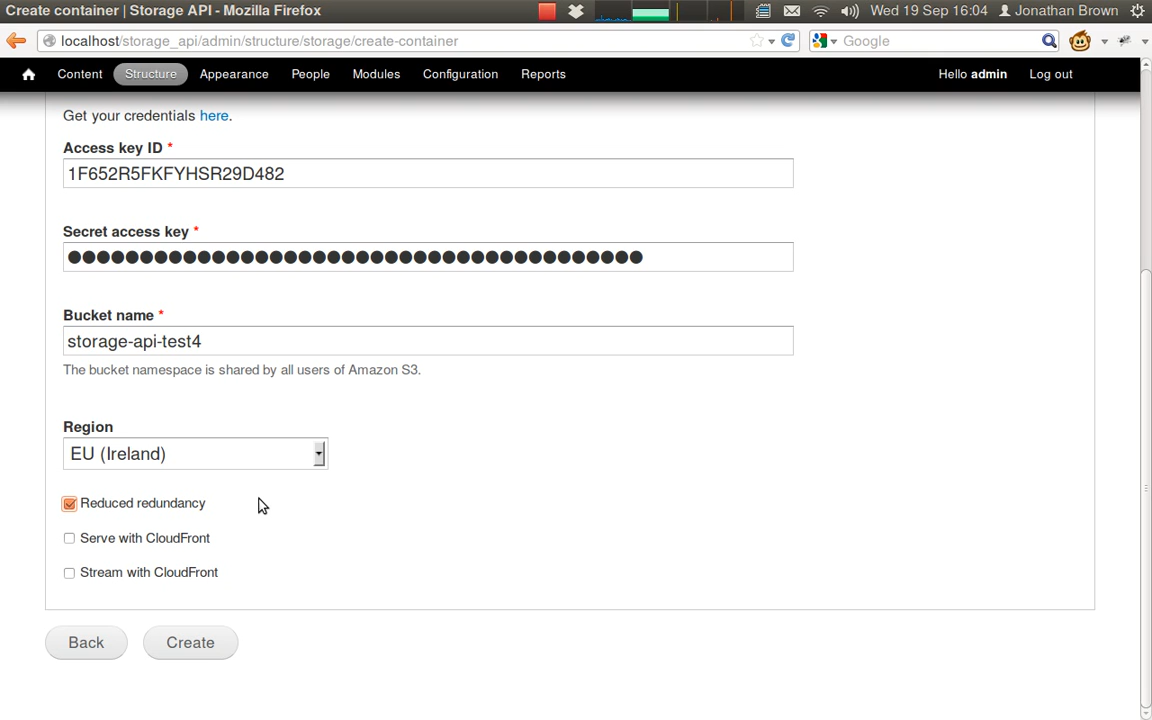 Create container | Storage API - Mozilla Firefox
Wed 19 Sep 16:04 Jonathan Brown
localhost/storage_api/admin/structure/storage/create-container
Google
Content Structure Appearance People Modules Configuration Reports Hello admin Log out
Get your credentials here.
Access key ID *
1F652R5FKFYHSR29D482
Secret access key *
●●●●●●●●●●●●●●●●●●●●●●●●●●●●●●●●●●●●●●●●
Bucket name *
storage-api-test4
The bucket namespace is shared by all users of Amazon S3.
Region
EU (Ireland)
Reduced redundancy
Serve with CloudFront
Stream with CloudFront
Back Create